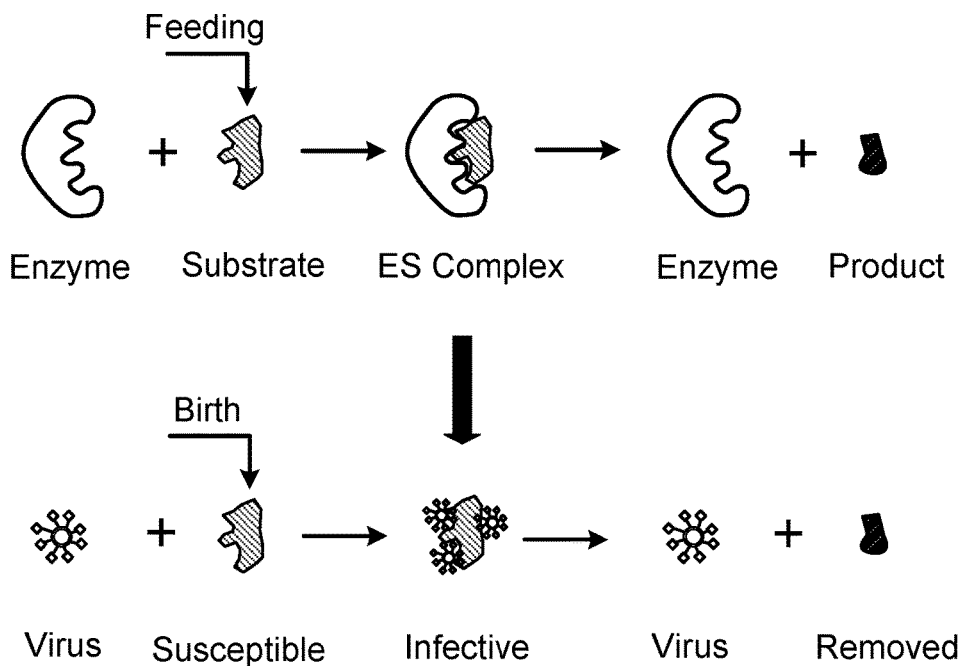 Feeding
+ +
Enzyme Substrate ES Complex Enzyme Product
Birth
+ +
Virus Susceptible Infective Virus Removed